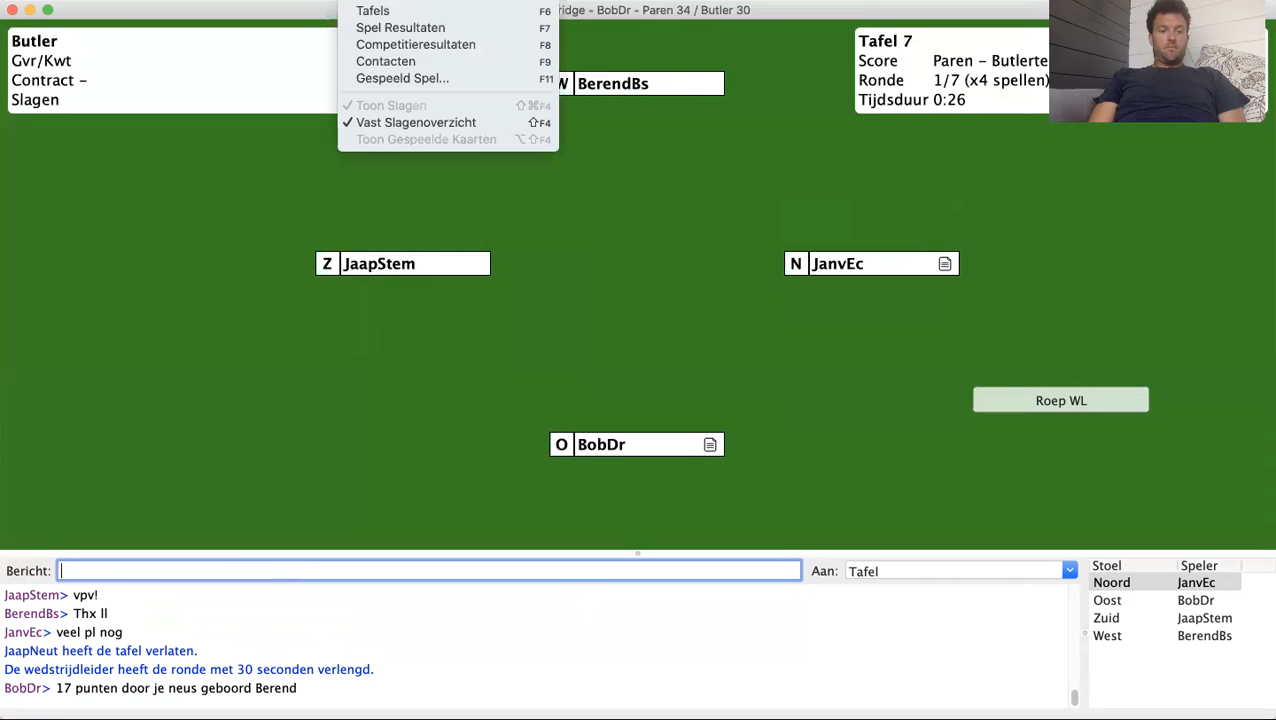 ridge - BobDr - Paren 34 / Butler 30
Tafels F6
Spel Resultaten F7
Competitieresultaten F8
Contacten F9
Gespeeld Spel... F11
✓ Toon Slagen ⇧⌘F4
✓ Vast Slagenoverzicht ⇧F4
Toon Gespeelde Kaarten ⌥⇧F4
Butler
Gvr/Kwt
Contract -
Slagen
Tafel 7
Score Paren - Butlerte
Ronde 1/7 (x4 spellen)
Tijdsduur 0:26
W BerendBs
Z JaapStem
N JanvEc
Roep WL
O BobDr
Bericht:
Aan: Tafel
JaapStem> vpv!
BerendBs> Thx ll
JanvEc> veel pl nog
JaapNeut heeft de tafel verlaten.
De wedstrijdleider heeft de ronde met 30 seconden verlengd.
BobDr> 17 punten door je neus geboord Berend
Stoel Speler
Noord JanvEc
Oost BobDr
Zuid JaapStem
West BerendBs